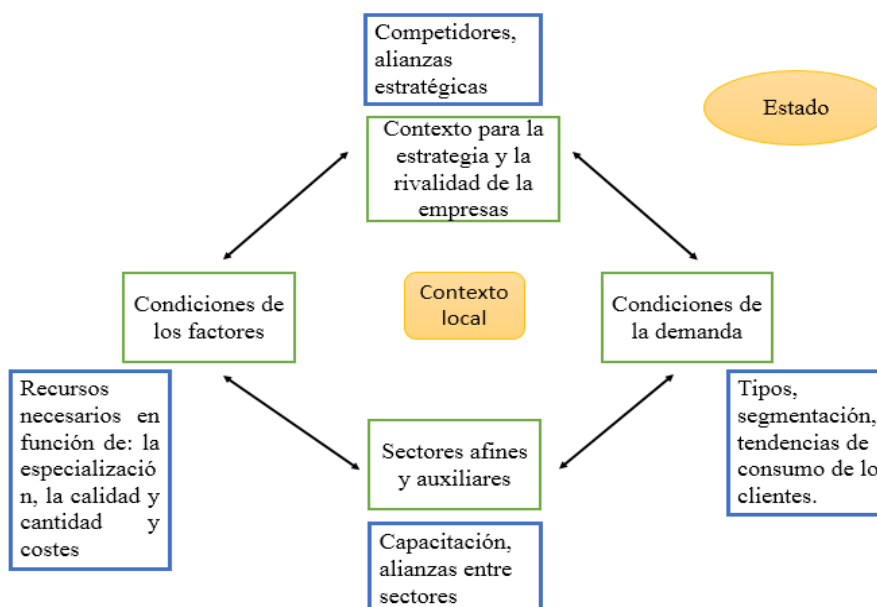 Competidores,
alianzas
estratégicas
Estado
Contexto para la
estrategia y la
rivalidad de la
empresas
Condiciones de
los factores
Contexto
local
Condiciones de
la demanda
Recursos
necesarios en
función de: la
especializació
n, la calidad y
cantidad y
costes
Sectores afines
y auxiliares
Tipos,
segmentación,
tendencias de
consumo de lo
clientes.
Capacitación,
alianzas entre
sectores